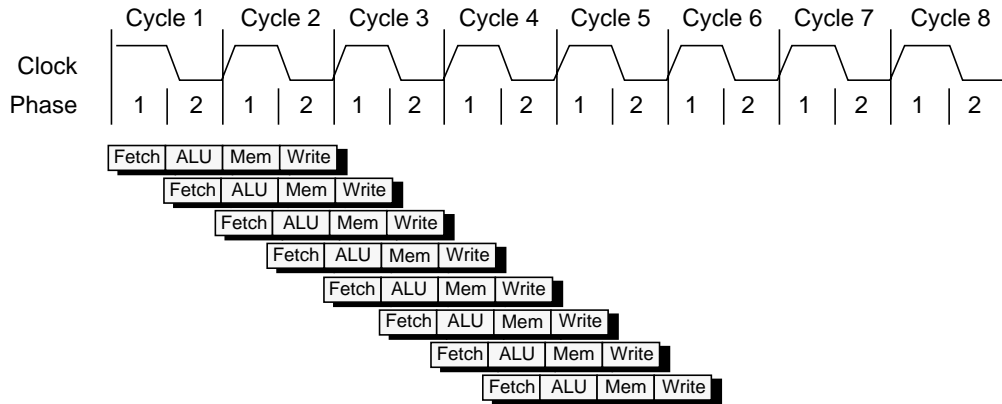 Cycle 1 Cycle 2 Cycle 3 Cycle 4 Cycle 5 Cycle 6 Cycle 7 Cycle 8
Clock
Phase 1 2 1 2 1 2 1 2 1 2 1 2 1 2 1 2
Fetch ALU Mem Write
Fetch ALU Mem Write
Fetch ALU Mem Write
Fetch ALU Mem Write
Fetch ALU Mem Write
Fetch ALU Mem Write
Fetch ALU Mem Write
Fetch ALU Mem Write